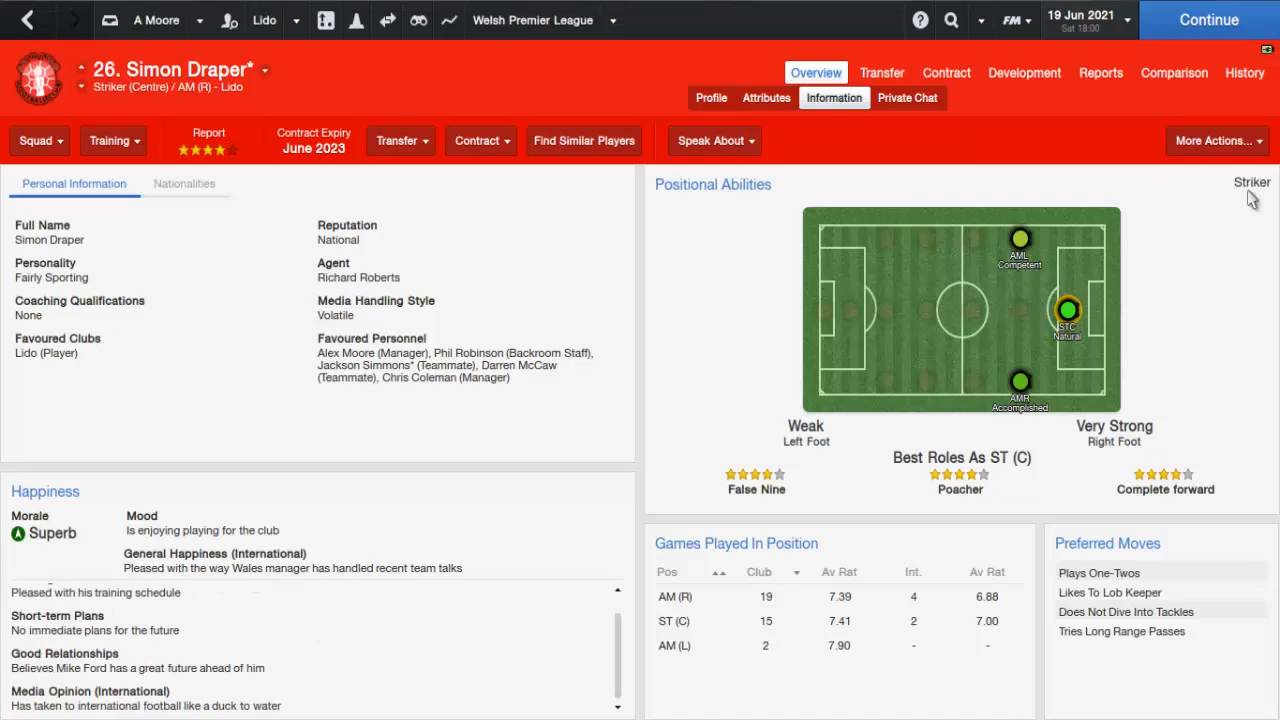 A Moore
Lido
Welsh Premier League
FM
19 Jun 2021
Sat 18:00
Continue
26. Simon Draper*
Striker (Centre) / AM (R) - Lido
Overview Transfer Contract Development Reports Comparison History
Profile Attributes Information Private Chat
Squad
Training
Report
Contract Expiry
June 2023
Transfer
Contract
Find Similar Players
Speak About
More Actions...
Personal Information Nationalities
Full Name
Simon Draper
Personality
Fairly Sporting
Coaching Qualifications
None
Favoured Clubs
Lido (Player)
Reputation
National
Agent
Richard Roberts
Media Handling Style
Volatile
Favoured Personnel
Alex Moore (Manager), Phil Robinson (Backroom Staff),
Jackson Simmons* (Teammate), Darren McCaw
(Teammate), Chris Coleman (Manager)
Positional Abilities
Striker
AML
Competent
STC
Natural
AMR
Accomplished
Weak
Left Foot
Very Strong
Right Foot
Best Roles As ST (C)
False Nine
Poacher
Complete forward
Happiness
Morale
Superb
Mood
Is enjoying playing for the club
General Happiness (International)
Pleased with the way Wales manager has handled recent team talks
Pleased with his training schedule
Short-term Plans
No immediate plans for the future
Good Relationships
Believes Mike Ford has a great future ahead of him
Media Opinion (International)
Has taken to international football like a duck to water
Games Played In Position
Pos Club Av Rat Int. Av Rat
AM (R) 19 7.39 4 6.88
ST (C) 15 7.41 2 7.00
AM (L) 2 7.90 - -
Preferred Moves
Plays One-Twos
Likes To Lob Keeper
Does Not Dive Into Tackles
Tries Long Range Passes